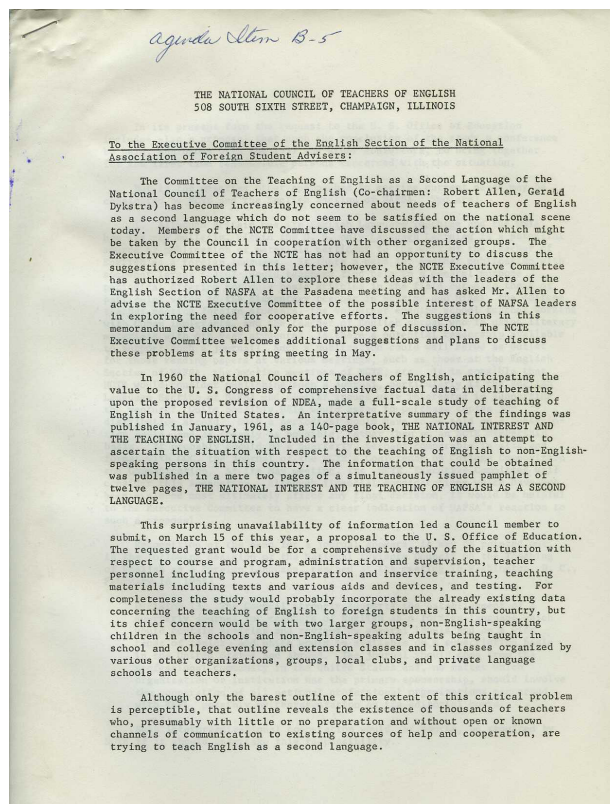 agenda Item B-5
THE NATIONAL COUNCIL OF TEACHERS OF ENGLISH
508 SOUTH SIXTH STREET, CHAMPAIGN, ILLINOIS
To the Executive Committee of the English Section of the National
Association of Foreign Student Advisers:
The Committee on the Teaching of English as a Second Language of the
National Council of Teachers of English (Co-chairmen: Robert Allen, Gerald
Dykstra) has become increasingly concerned about needs of teachers of English
as a second language which do not seem to be satisfied on the national scene
today. Members of the NCTE Committee have discussed the action which might
be taken by the Council in cooperation with other organized groups. The
Executive Committee of the NCTE has not had an opportunity to discuss the
suggestions presented in this letter; however, the NCTE Executive Committee
has authorized Robert Allen to explore these ideas with the leaders of the
English Section of NASFA at the Pasadena meeting and has asked Mr. Allen to
advise the NCTE Executive Committee of the possible interest of NAFSA leaders
in exploring the need for cooperative efforts. The suggestions in this
memorandum are advanced only for the purpose of discussion. The NCTE
Executive Committee welcomes additional suggestions and plans to discuss
these problems at its spring meeting in May.
In 1960 the National Council of Teachers of English, anticipating the
value to the U. S. Congress of comprehensive factual data in deliberating
upon the proposed revision of NDEA, made a full-scale study of teaching of
English in the United States. An interpretative summary of the findings was
published in January, 1961, as a 140-page book, THE NATIONAL INTEREST AND
THE TEACHING OF ENGLISH. Included in the investigation was an attempt to
ascertain the situation with respect to the teaching of English to non-English-
speaking persons in this country. The information that could be obtained
was published in a mere two pages of a simultaneously issued pamphlet of
twelve pages, THE NATIONAL INTEREST AND THE TEACHING OF ENGLISH AS A SECOND
LANGUAGE.
This surprising unavailability of information led a Council member to
submit, on March 15 of this year, a proposal to the U. S. Office of Education.
The requested grant would be for a comprehensive study of the situation with
respect to course and program, administration and supervision, teacher
personnel including previous preparation and inservice training, teaching
materials including texts and various aids and devices, and testing. For
completeness the study would probably incorporate the already existing data
concerning the teaching of English to foreign students in this country, but
its chief concern would be with two larger groups, non-English-speaking
children in the schools and non-English-speaking adults being taught in
school and college evening and extension classes and in classes organized by
various other organizations, groups, local clubs, and private language
schools and teachers.
Although only the barest outline of the extent of this critical problem
is perceptible, that outline reveals the existence of thousands of teachers
who, presumably with little or no preparation and without open or known
channels of communication to existing sources of help and cooperation, are
trying to teach English as a second language.